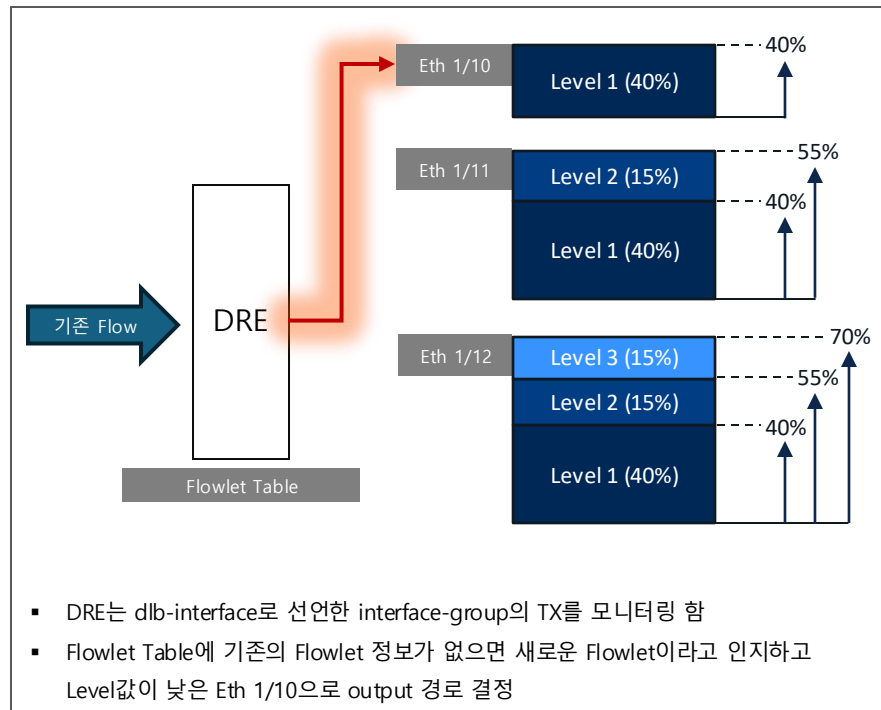 Eth 1/10
Level 1 (40%)
40%
Eth 1/11
Level 2 (15%)
Level 1 (40%)
55%
40%
기존 Flow
DRE
Flowlet Table
Eth 1/12
Level 3 (15%)
Level 2 (15%)
Level 1 (40%)
70%
55%
40%
▪ DRE는 dlb-interface로 선언한 interface-group의 TX를 모니터링 함
▪ Flowlet Table에 기존의 Flowlet 정보가 없으면 새로운 Flowlet이라고 인지하고
Level값이 낮은 Eth 1/10으로 output 경로 결정